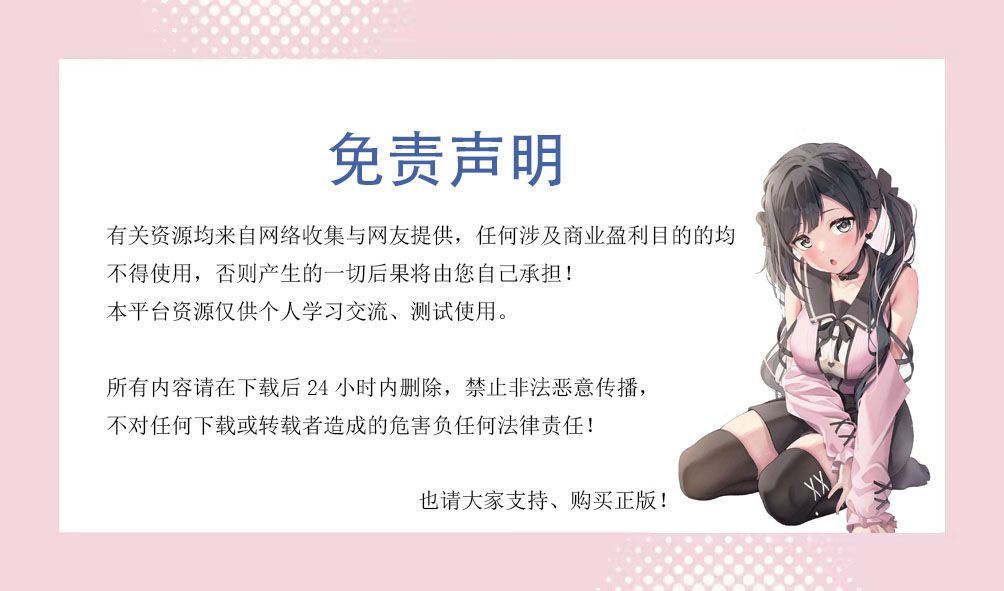 免责声明
有关资源均来自网络收集与网友提供，任何涉及商业盈利目的的均
不得使用，否则产生的一切后果将由您自己承担！
本平台资源仅供个人学习交流、测试使用。
所有内容请在下载后 24 小时内删除，禁止非法恶意传播，
不对任何下载或转载者造成的危害负任何法律责任！
也请大家支持、购买正版！